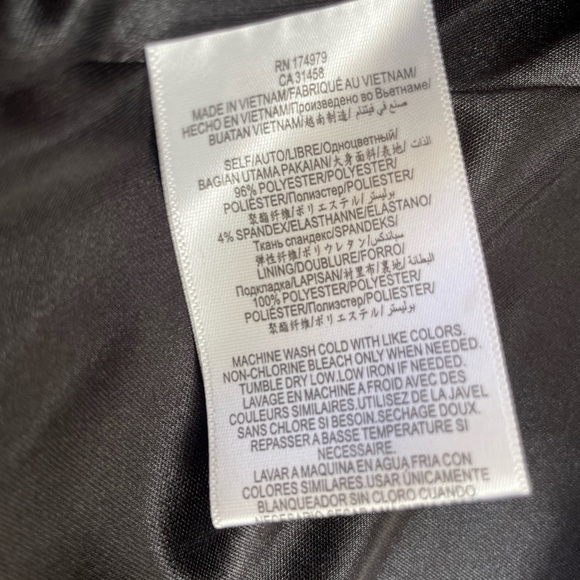 RN 174979
CA 31458
MADE IN VIETNAM/FABRIQUÉ AU VIETNAM/
HECHO EN VIETNAM/Произведено во Вьетнаме/
BUATAN VIETNAM/越南制造/ صنع في فيتنام/
SELF/AUTO/LIBRE/Одноцветный/
BAGIAN UTAMA PAKAIAN/大身面料/表地/ الذات/
96% POLYESTER/POLYESTER/
POLIÉSTER/Полиэстер/POLIESTER/
聚酯纤维/ポリエステル/ بوليستر/
4% SPANDEX/ELASTHANNE/ELASTANO/
Ткань спандекс/SPANDEKS/
弹性纤维/ポリウレタン/ سباندكس/
LINING/DOUBLURE/FORRO/
Подкладка/LAPISAN/衬里布/裏地/ البطانة/
100% POLYESTER/POLYESTER/
POLIÉSTER/Полиэстер/POLIESTER/
聚酯纤维/ポリエステル/ بوليستر/
MACHINE WASH COLD WITH LIKE COLORS.
NON-CHLORINE BLEACH ONLY WHEN NEEDED.
TUMBLE DRY LOW.LOW IRON IF NEEDED.
LAVAGE EN MACHINE A FROID AVEC DES
COULEURS SIMILAIRES.UTILISEZ DE LA JAVEL
SANS CHLORE SI BESOIN.SECHAGE DOUX.
REPASSER A BASSE TEMPERATURE SI
NECESSAIRE.
LAVAR A MAQUINA EN AGUA FRIA CON
COLORES SIMILARES.USAR ÚNICAMENTE
BLANQUEADOR SIN CLORO CUANDO